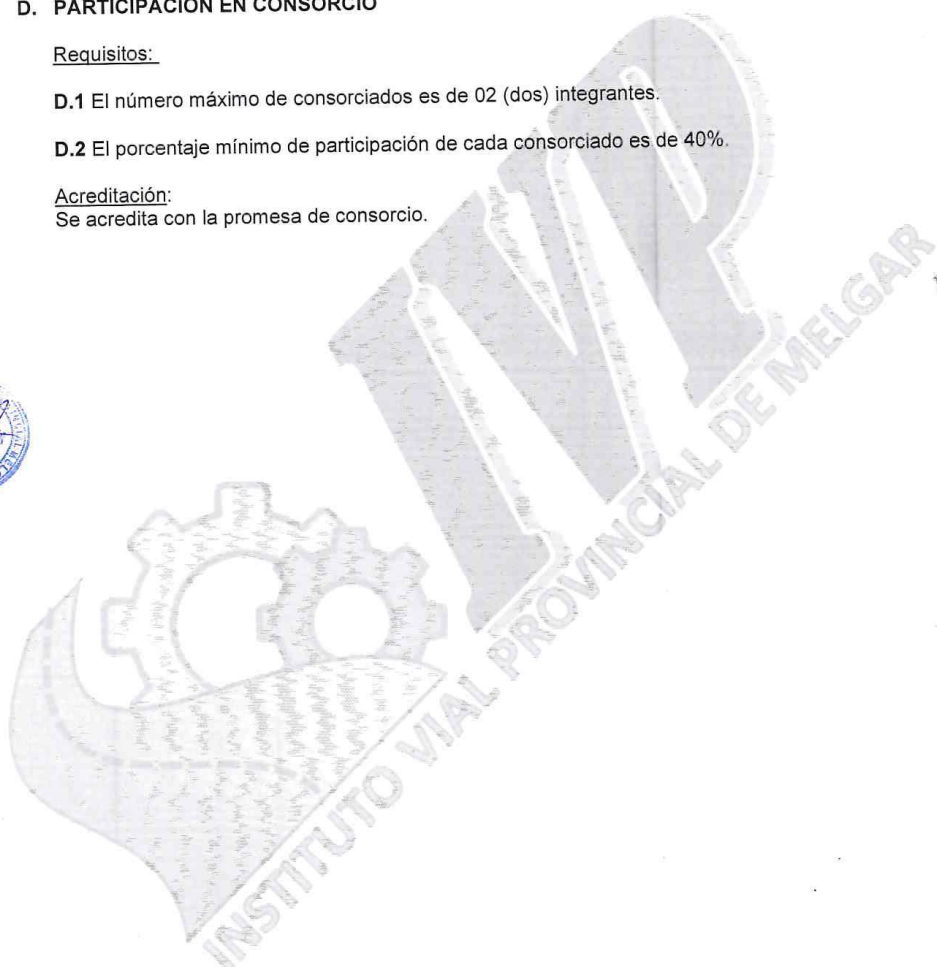 D. PARTICIPACIÓN EN CONSORCIO
Requisitos:
D.1 El número máximo de consorciados es de 02 (dos) integrantes.
D.2 El porcentaje mínimo de participación de cada consorciado es de 40%.
Acreditación:
Se acredita con la promesa de consorcio.
IVP
INSTITUTO VIAL PROVINCIAL DE MELGAR